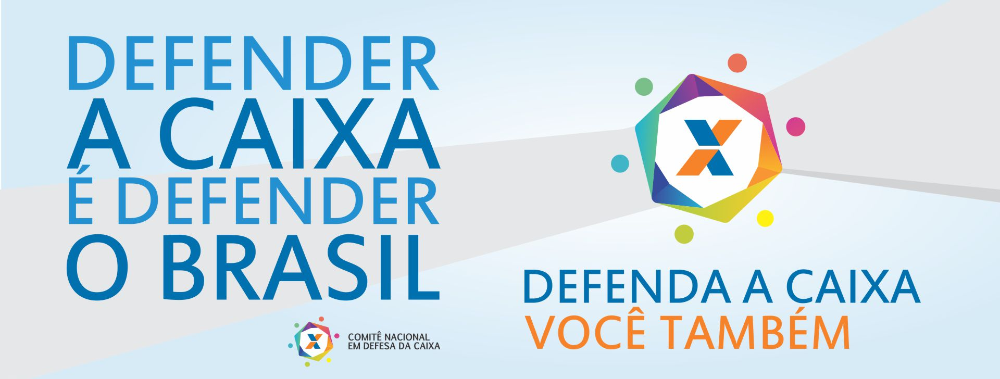 DEFENDER
A CAIXA
É DEFENDER
O BRASIL
COMITÊ NACIONAL
EM DEFESA DA CAIXA
DEFENDA A CAIXA
VOCÊ TAMBÉM